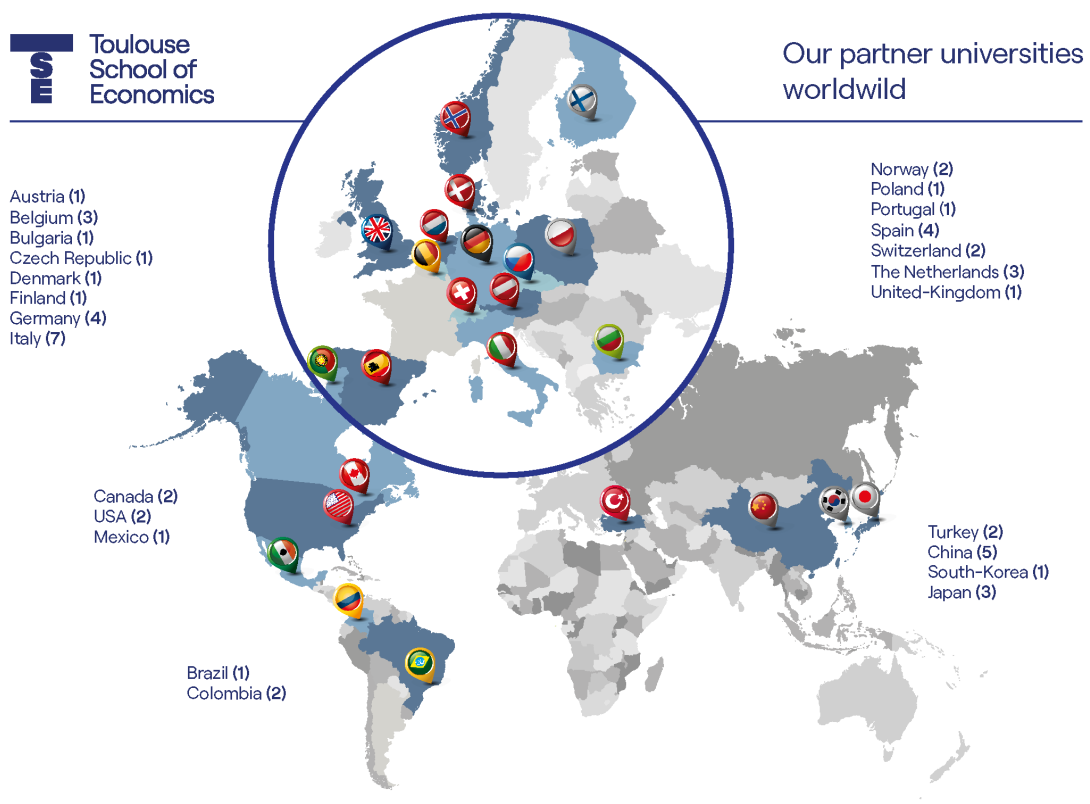 TSE
Toulouse
School of
Economics
Our partner universities
worldwild
Austria (1)
Belgium (3)
Bulgaria (1)
Czech Republic (1)
Denmark (1)
Finland (1)
Germany (4)
Italy (7)
Norway (2)
Poland (1)
Portugal (1)
Spain (4)
Switzerland (2)
The Netherlands (3)
United-Kingdom (1)
Canada (2)
USA (2)
Mexico (1)
Turkey (2)
China (5)
South-Korea (1)
Japan (3)
Brazil (1)
Colombia (2)